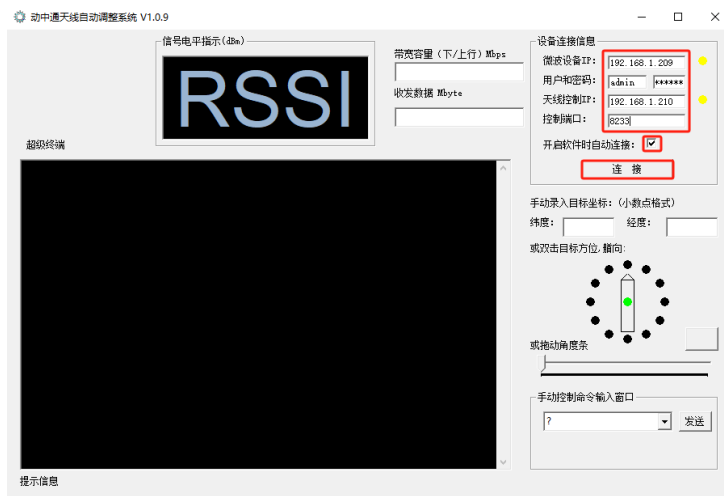 动中通天线自动调整系统 V1.0.9
信号电平指示(dBm)
RSSI
带宽容量（下/上行）Mbps
收发数据 Mbyte
设备连接信息
微波设备IP: 192.168.1.209
用户和密码: admin ******
天线控制IP: 192.168.1.210
控制端口: 8233
开启软件时自动连接:
连 接
超级终端
手动录入目标坐标:（小数点格式）
纬度: 经度:
或双击目标方位,
或拖动角度条
手动控制命令输入窗口
? 发送
提示信息